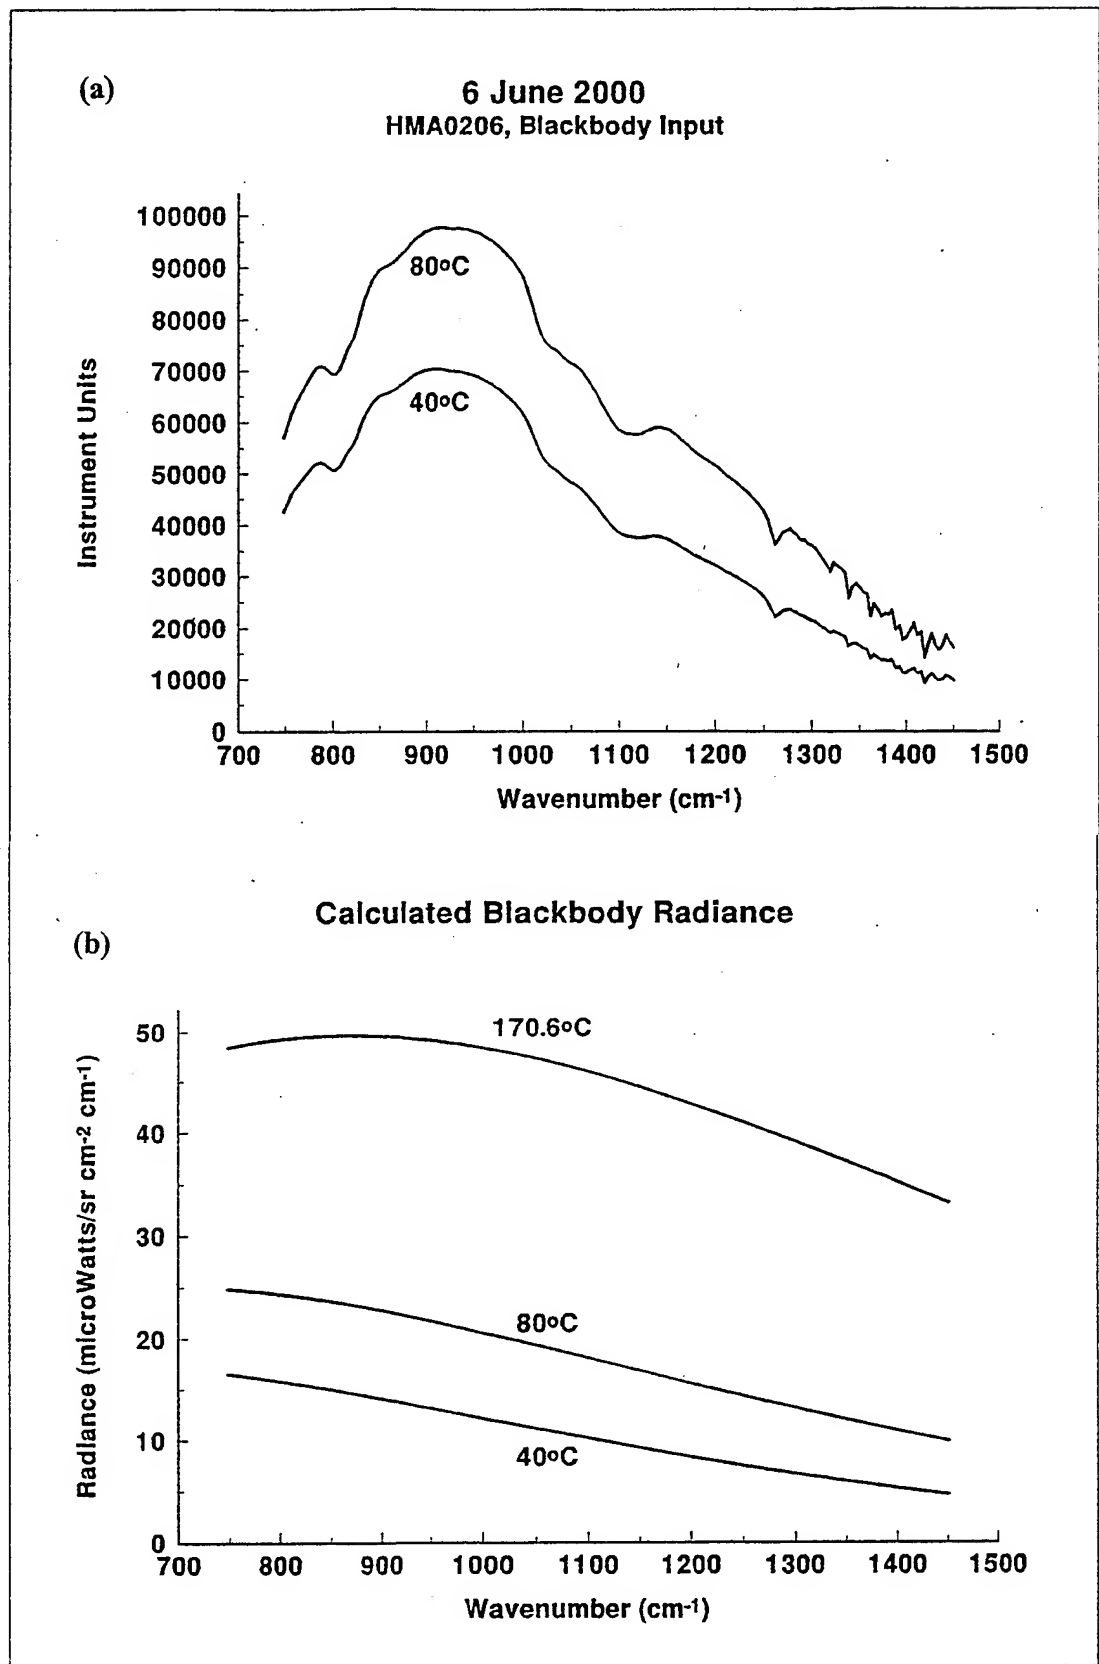 (a)
6 June 2000
HMA0206, Blackbody Input
100000
90000
80000
70000
60000
50000
40000
30000
20000
10000
0
Instrument Units
80oC
40oC
700 800 900 1000 1100 1200 1300 1400 1500
Wavenumber (cm-1)
Calculated Blackbody Radiance
(b)
50
40
30
20
10
0
Radiance (microWatts/sr cm-2 cm-1)
170.6oC
80oC
40oC
700 800 900 1000 1100 1200 1300 1400 1500
Wavenumber (cm-1)